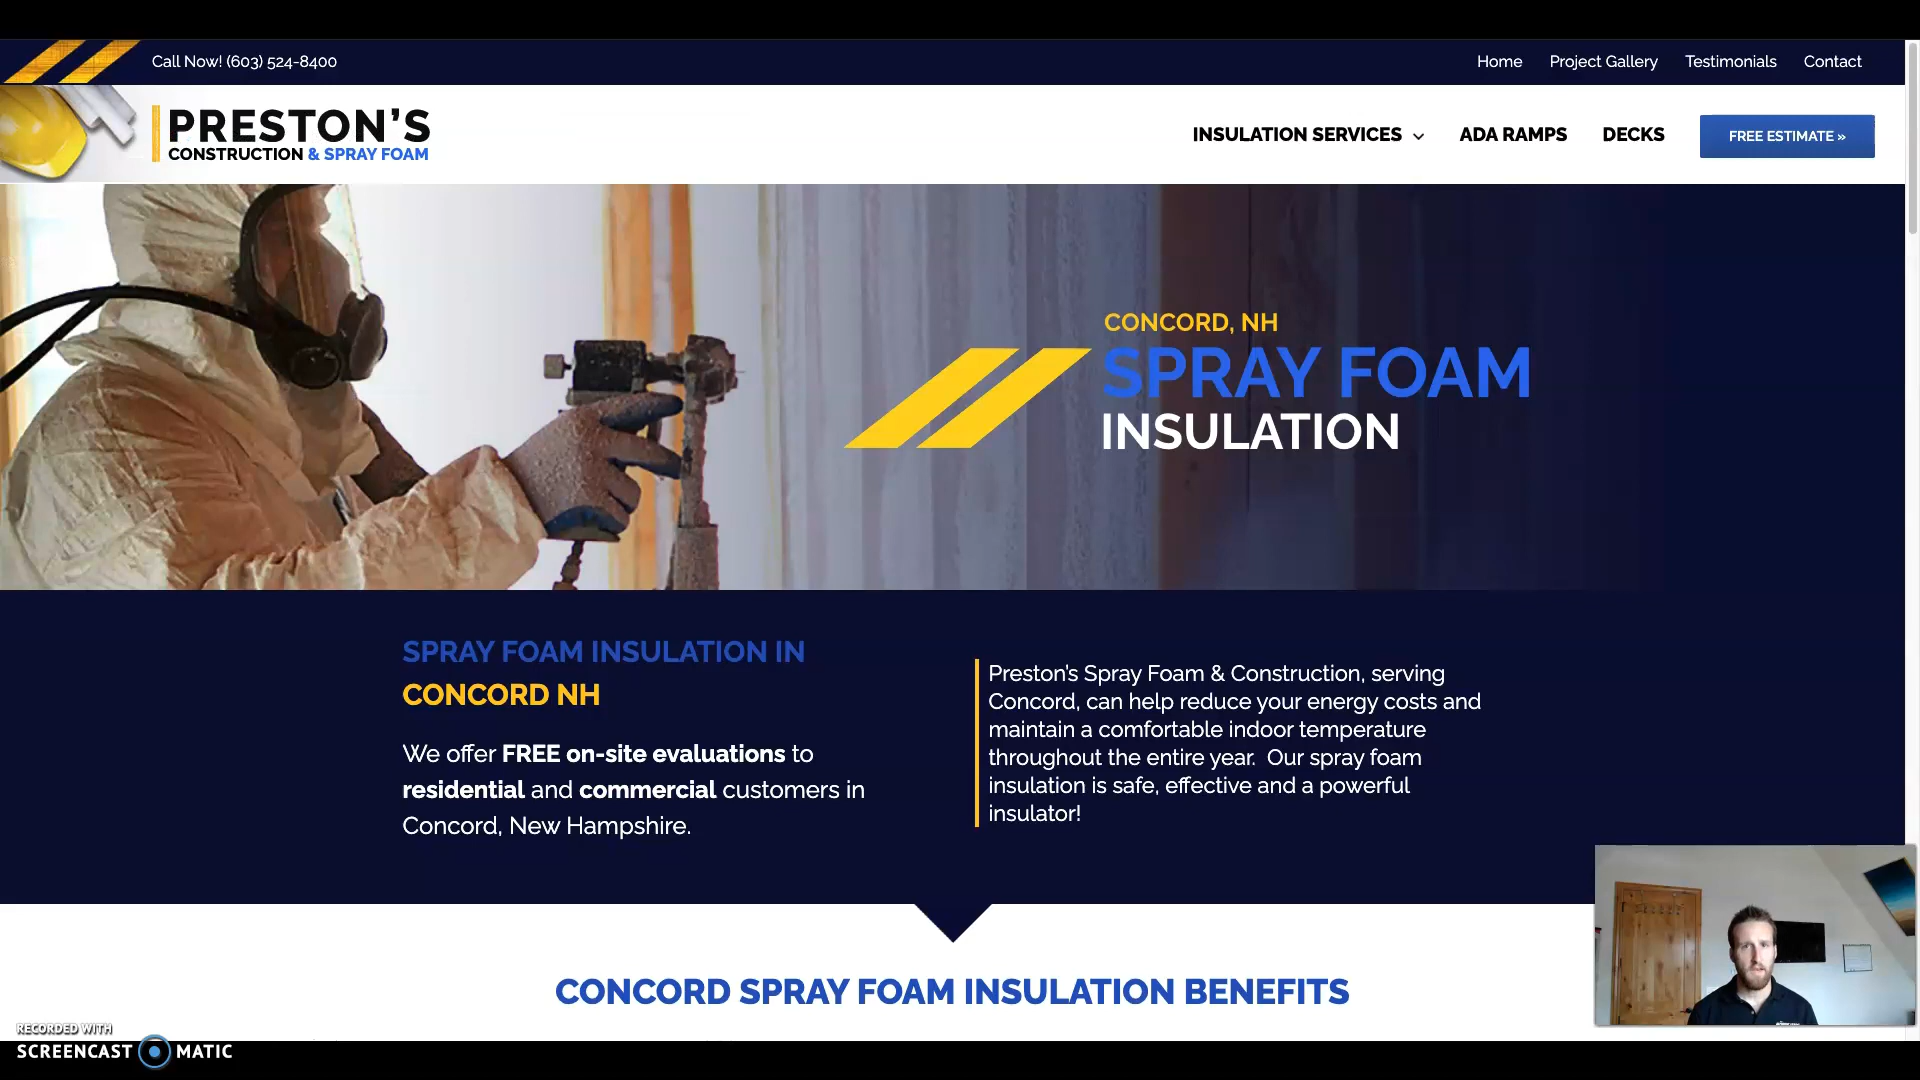 Call Now! (603) 524-8400
Home Project Gallery Testimonials Contact
PRESTON'S
CONSTRUCTION & SPRAY FOAM
INSULATION SERVICES ADA RAMPS DECKS FREE ESTIMATE »
CONCORD, NH
SPRAY FOAM
INSULATION
SPRAY FOAM INSULATION IN
CONCORD NH
We offer FREE on-site evaluations to
residential and commercial customers in
Concord, New Hampshire.
Preston's Spray Foam & Construction, serving
Concord, can help reduce your energy costs and
maintain a comfortable indoor temperature
throughout the entire year. Our spray foam
insulation is safe, effective and a powerful
insulator!
CONCORD SPRAY FOAM INSULATION BENEFITS
RECORDED WITH
SCREENCAST MATIC